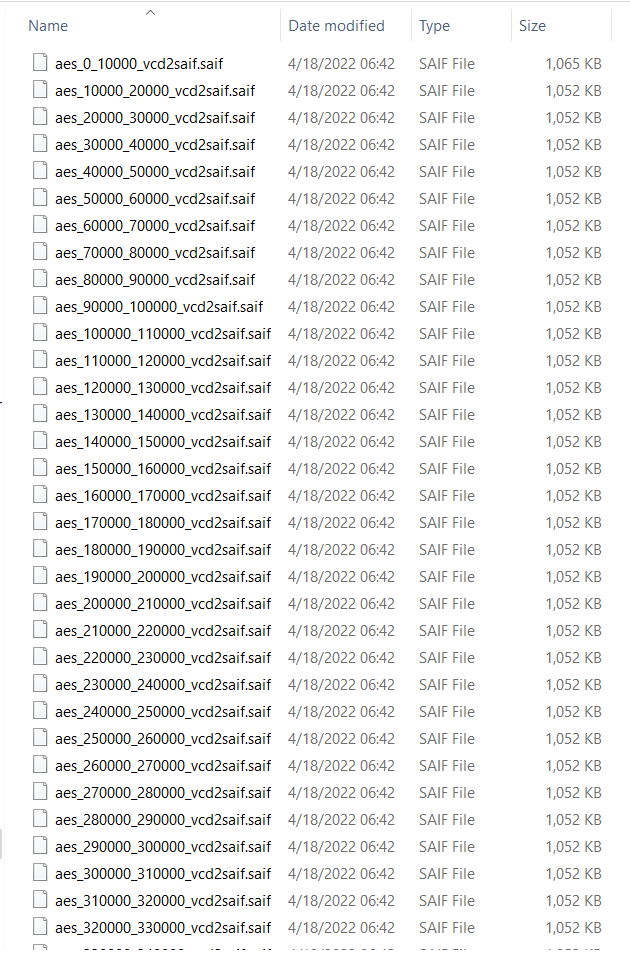 Name Date modified Type Size
aes_0_10000_vcd2saif.saif 4/18/2022 06:42 SAIF File 1,065 KB
aes_10000_20000_vcd2saif.saif 4/18/2022 06:42 SAIF File 1,052 KB
aes_20000_30000_vcd2saif.saif 4/18/2022 06:42 SAIF File 1,052 KB
aes_30000_40000_vcd2saif.saif 4/18/2022 06:42 SAIF File 1,052 KB
aes_40000_50000_vcd2saif.saif 4/18/2022 06:42 SAIF File 1,052 KB
aes_50000_60000_vcd2saif.saif 4/18/2022 06:42 SAIF File 1,052 KB
aes_60000_70000_vcd2saif.saif 4/18/2022 06:42 SAIF File 1,052 KB
aes_70000_80000_vcd2saif.saif 4/18/2022 06:42 SAIF File 1,052 KB
aes_80000_90000_vcd2saif.saif 4/18/2022 06:42 SAIF File 1,052 KB
aes_90000_100000_vcd2saif.saif 4/18/2022 06:42 SAIF File 1,052 KB
aes_100000_110000_vcd2saif.saif 4/18/2022 06:42 SAIF File 1,052 KB
aes_110000_120000_vcd2saif.saif 4/18/2022 06:42 SAIF File 1,052 KB
aes_120000_130000_vcd2saif.saif 4/18/2022 06:42 SAIF File 1,052 KB
aes_130000_140000_vcd2saif.saif 4/18/2022 06:42 SAIF File 1,052 KB
aes_140000_150000_vcd2saif.saif 4/18/2022 06:42 SAIF File 1,052 KB
aes_150000_160000_vcd2saif.saif 4/18/2022 06:42 SAIF File 1,052 KB
aes_160000_170000_vcd2saif.saif 4/18/2022 06:42 SAIF File 1,052 KB
aes_170000_180000_vcd2saif.saif 4/18/2022 06:42 SAIF File 1,052 KB
aes_180000_190000_vcd2saif.saif 4/18/2022 06:42 SAIF File 1,052 KB
aes_190000_200000_vcd2saif.saif 4/18/2022 06:42 SAIF File 1,052 KB
aes_200000_210000_vcd2saif.saif 4/18/2022 06:42 SAIF File 1,052 KB
aes_210000_220000_vcd2saif.saif 4/18/2022 06:42 SAIF File 1,052 KB
aes_220000_230000_vcd2saif.saif 4/18/2022 06:42 SAIF File 1,052 KB
aes_230000_240000_vcd2saif.saif 4/18/2022 06:42 SAIF File 1,052 KB
aes_240000_250000_vcd2saif.saif 4/18/2022 06:42 SAIF File 1,052 KB
aes_250000_260000_vcd2saif.saif 4/18/2022 06:42 SAIF File 1,052 KB
aes_260000_270000_vcd2saif.saif 4/18/2022 06:42 SAIF File 1,052 KB
aes_270000_280000_vcd2saif.saif 4/18/2022 06:42 SAIF File 1,052 KB
aes_280000_290000_vcd2saif.saif 4/18/2022 06:42 SAIF File 1,052 KB
aes_290000_300000_vcd2saif.saif 4/18/2022 06:42 SAIF File 1,052 KB
aes_300000_310000_vcd2saif.saif 4/18/2022 06:42 SAIF File 1,052 KB
aes_310000_320000_vcd2saif.saif 4/18/2022 06:42 SAIF File 1,052 KB
aes_320000_330000_vcd2saif.saif 4/18/2022 06:42 SAIF File 1,052 KB